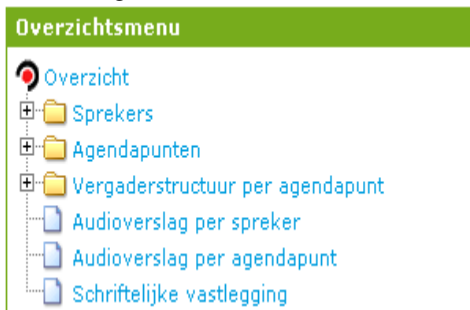 Overzichtsmenu
Overzicht
Sprekers
Agendapunten
Vergaderstructuur per agendapunt
Audioverslag per spreker
Audioverslag per agendapunt
Schriftelijke vastlegging